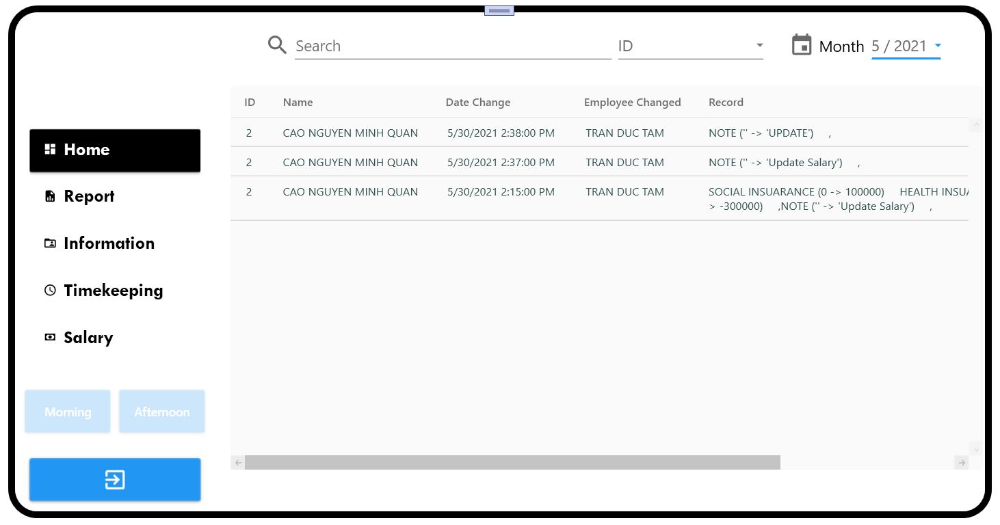 Search
ID
Month 5 / 2021
ID Name Date Change Employee Changed Record
2 CAO NGUYEN MINH QUAN 5/30/2021 2:38:00 PM TRAN DUC TAM NOTE ('' -> 'UPDATE') ,
2 CAO NGUYEN MINH QUAN 5/30/2021 2:37:00 PM TRAN DUC TAM NOTE ('' -> 'Update Salary') ,
2 CAO NGUYEN MINH QUAN 5/30/2021 2:15:00 PM TRAN DUC TAM SOCIAL INSUARANCE (0 -> 100000) HEALTH INSUA
> -300000) ,NOTE ('' -> 'Update Salary') ,
Home
Report
Information
Timekeeping
Salary
Morning Afternoon